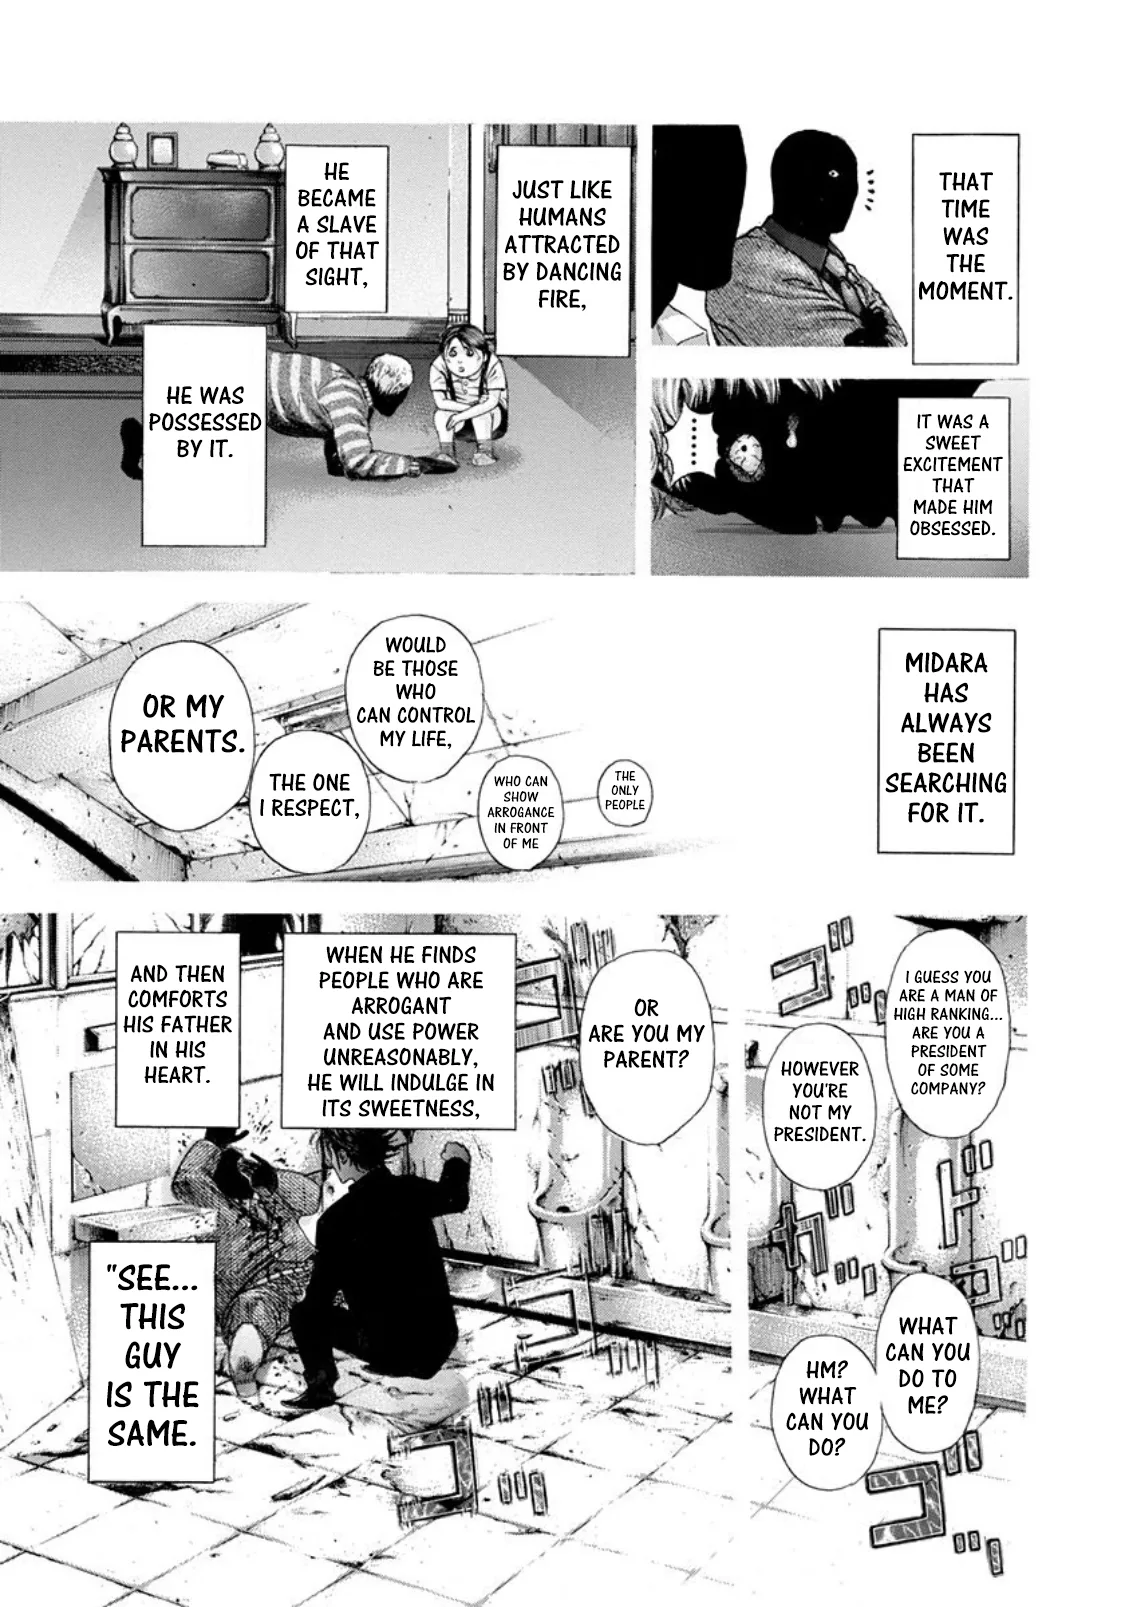 THAT
TIME
WAS
THE
MOMENT.
IT WAS A
SWEET
EXCITEMENT
THAT
MADE HIM
OBSESSED.
JUST LIKE
HUMANS
ATTRACTED
BY DANCING
FIRE,
HE
BECAME
A SLAVE
OF THAT
SIGHT,
HE WAS
POSSESSED
BY IT.
MIDARA
HAS
ALWAYS
BEEN
SEARCHING
FOR IT.
THE
ONLY
PEOPLE
WHO CAN
SHOW
ARROGANCE
IN FRONT
OF ME
WOULD
BE THOSE
WHO
CAN CONTROL
MY LIFE,
THE ONE
I RESPECT,
OR MY
PARENTS.
I GUESS YOU
ARE A MAN OF
HIGH RANKING...
ARE YOU A
PRESIDENT
OF SOME
COMPANY?
HOWEVER
YOU'RE
NOT MY
PRESIDENT.
WHAT
CAN YOU
DO TO
ME?
HM?
WHAT
CAN YOU
DO?
OR
ARE YOU MY
PARENT?
WHEN HE FINDS
PEOPLE WHO ARE
ARROGANT
AND USE POWER
UNREASONABLY,
HE WILL INDULGE IN
ITS SWEETNESS,
AND THEN
COMFORTS
HIS FATHER
IN HIS
HEART.
"SEE...
THIS
GUY
IS THE
SAME.